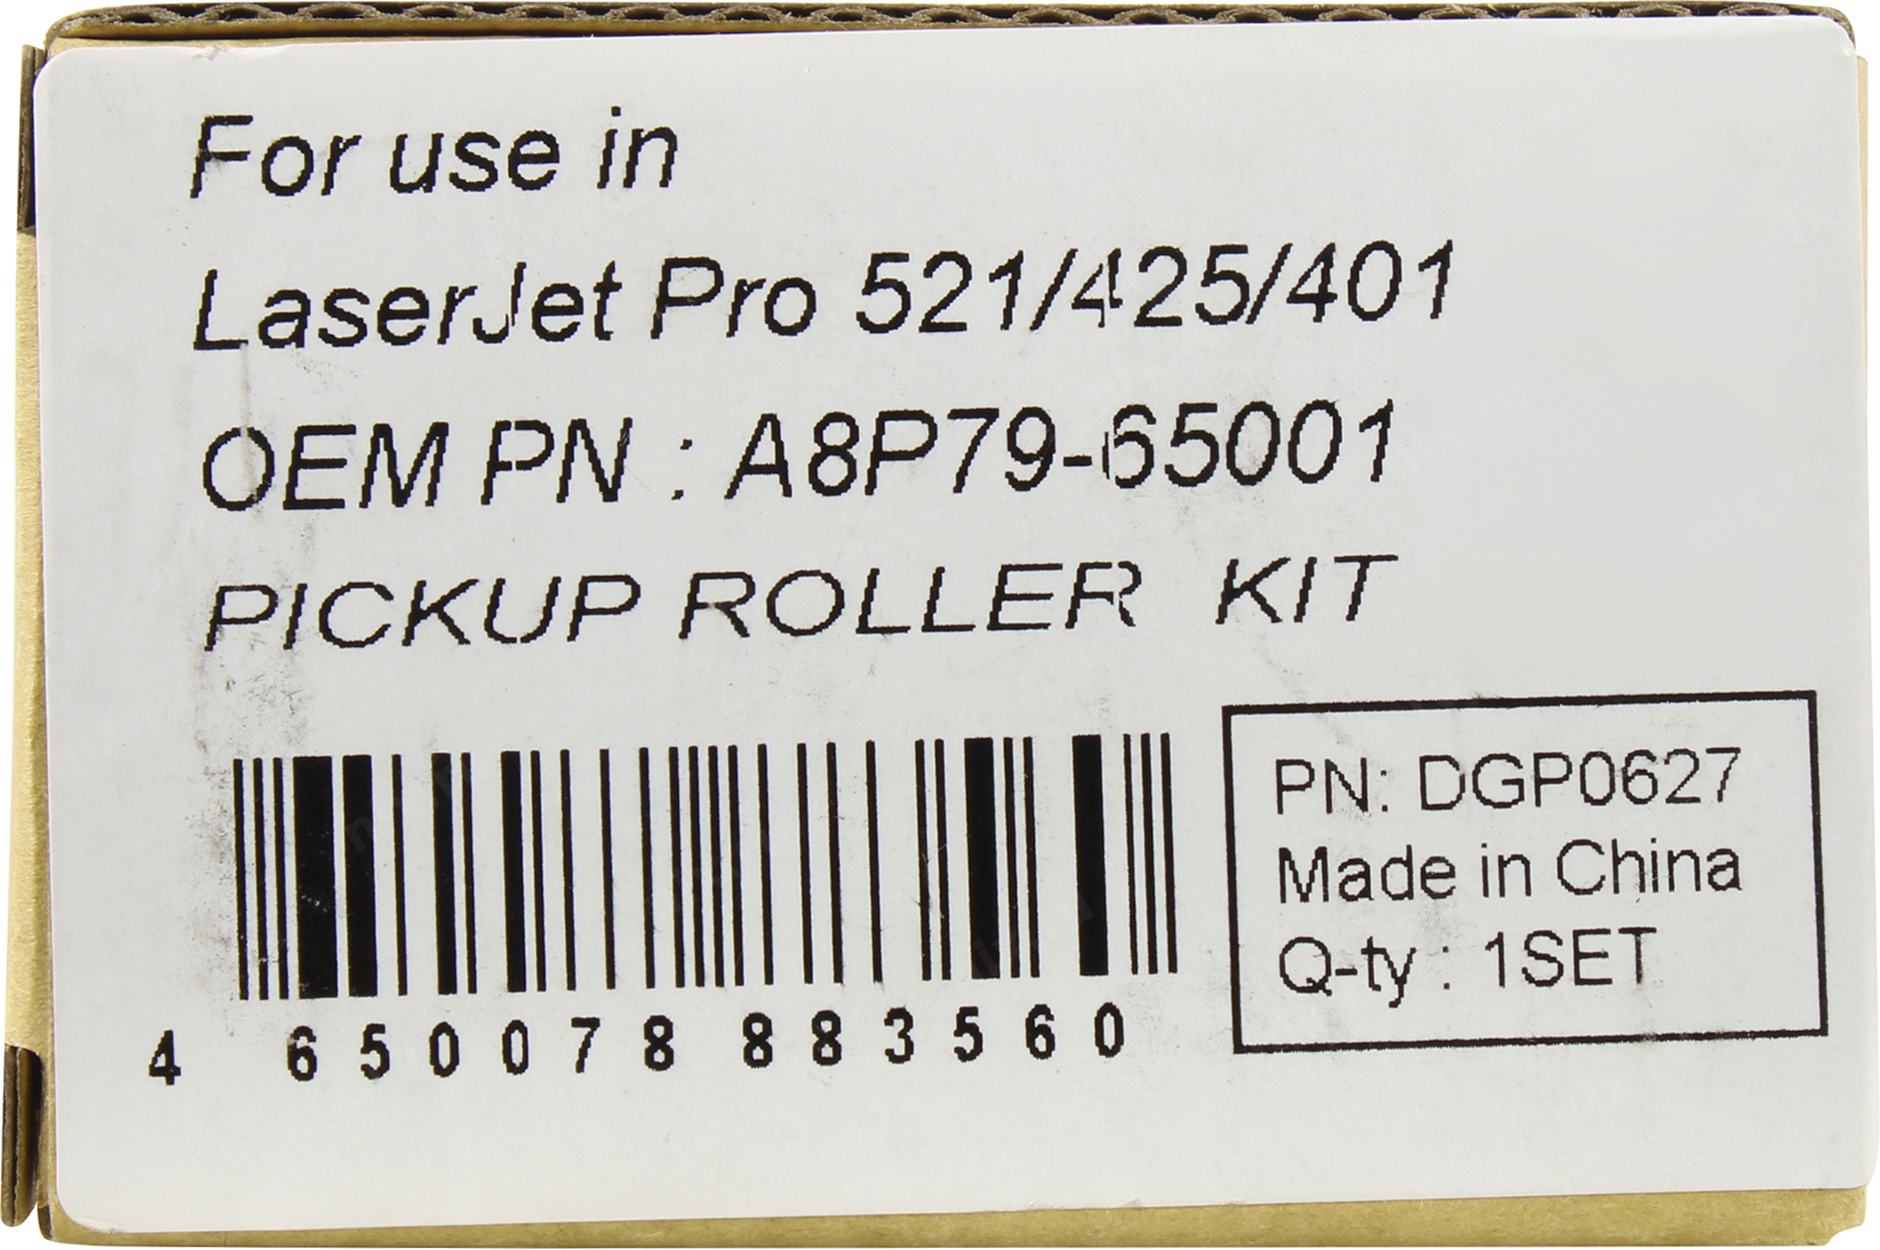 For use in
LaserJet Pro 521/425/401
OEM PN : A8P79-65001
PICKUP ROLLER KIT
4 650078 883560
PN: DGP0627
Made in China
Q-ty : 1SET